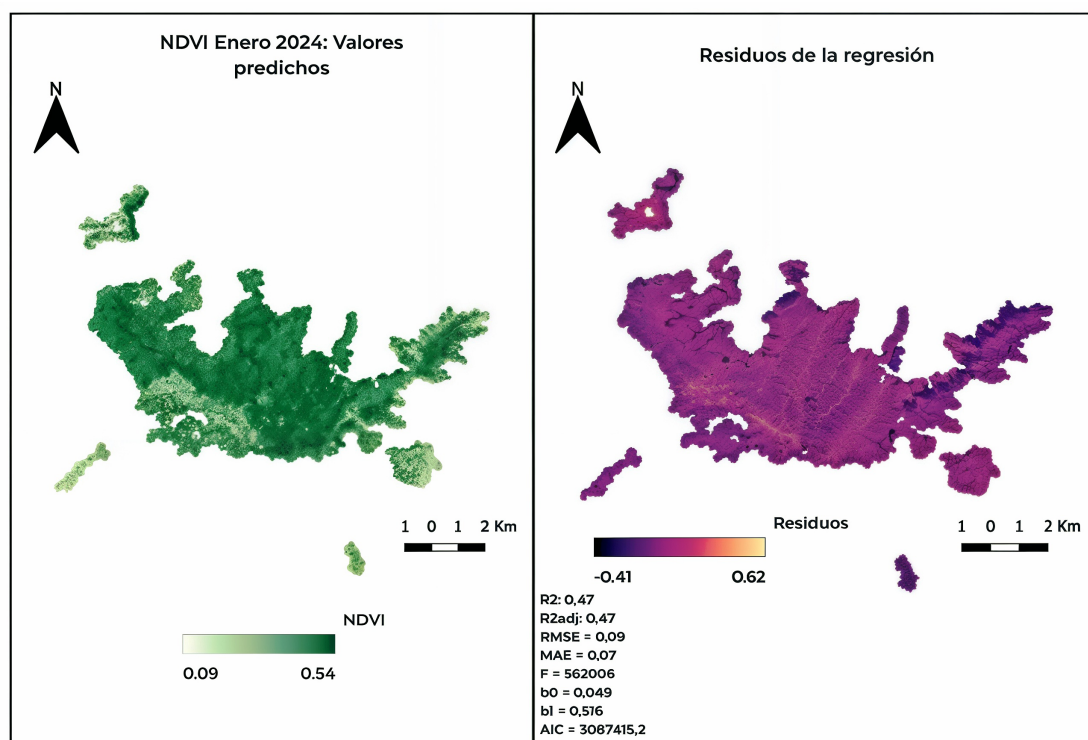 NDVI Enero 2024: Valores
predichos
N
1 0 1 2 Km
NDVI
0.09 0.54
Residuos de la regresión
N
Residuos
1 0 1 2 Km
-0.41 0.62
R2: 0,47
R2adj: 0,47
RMSE = 0,09
MAE = 0,07
F = 562006
b0 = 0,049
b1 = 0,516
AIC = 3087415,2